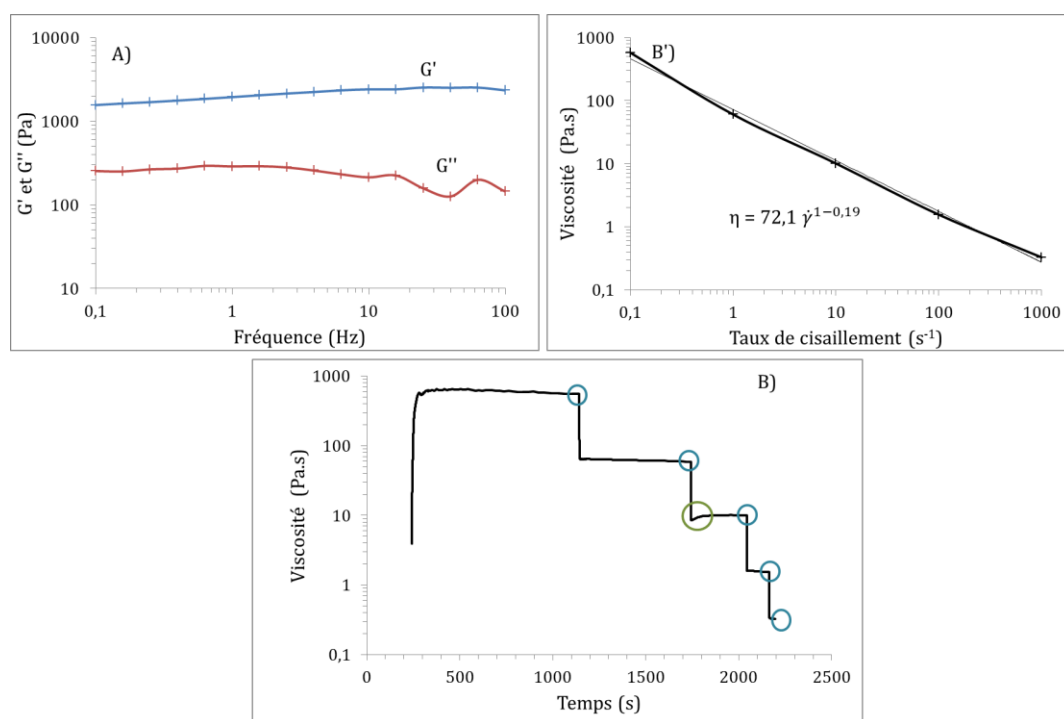 A)
G' et G'' (Pa)
10000
1000
100
10
G'
G''
0,1
1
10
100
Fréquence (Hz)
B')
Viscosité (Pa.s)
1000
100
10
1
0,1
η = 72,1 γ̇^1−0,19
0,1
1
10
100
1000
Taux de cisaillement (s⁻¹)
B)
Viscosité (Pa.s)
1000
100
10
1
0,1
0
500
1000
1500
2000
2500
Temps (s)